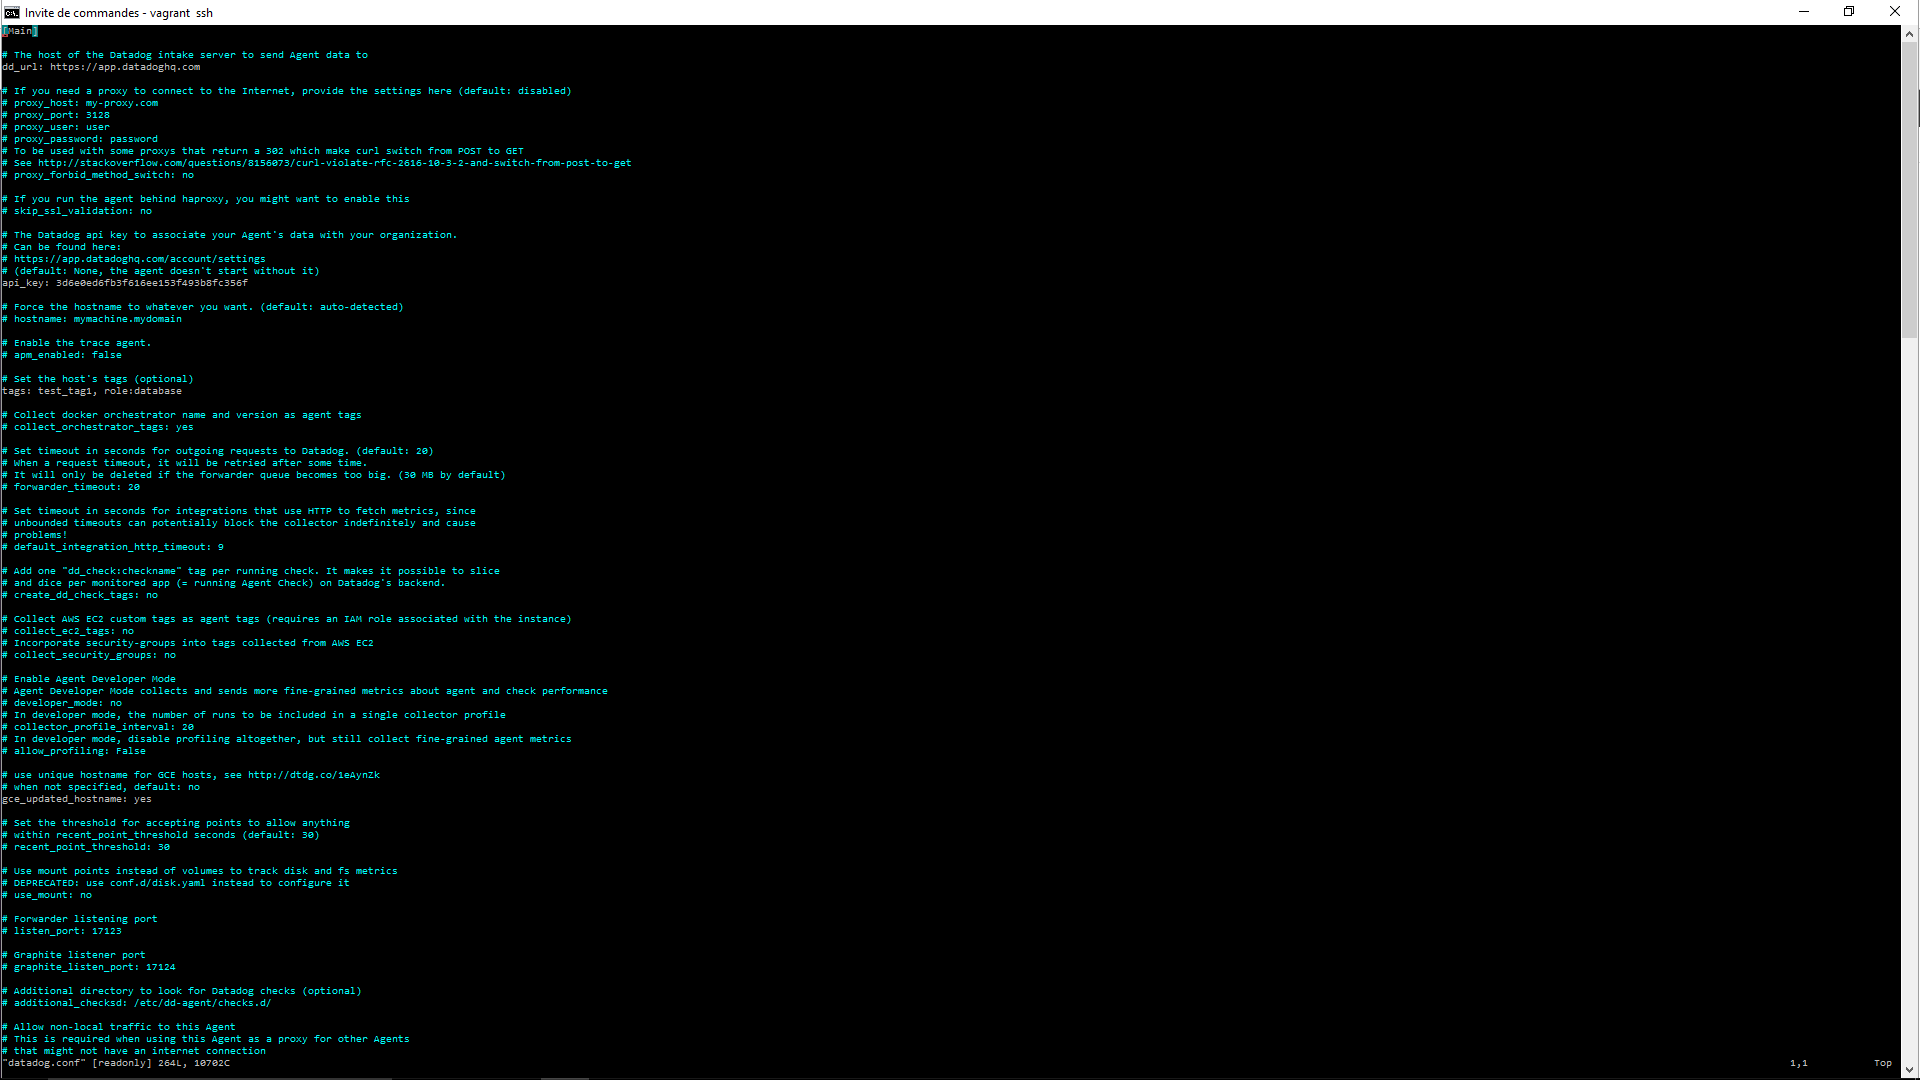 Invite de commandes - vagrant ssh
[Main]
# The host of the Datadog intake server to send Agent data to
dd_url: https://app.datadoghq.com
# If you need a proxy to connect to the Internet, provide the settings here (default: disabled)
# proxy_host: my-proxy.com
# proxy_port: 3128
# proxy_user: user
# proxy_password: password
# To be used with some proxys that return a 302 which make curl switch from POST to GET
# See http://stackoverflow.com/questions/8156073/curl-violate-rfc-2616-10-3-2-and-switch-from-post-to-get
# proxy_forbid_method_switch: no
# If you run the agent behind haproxy, you might want to enable this
# skip_ssl_validation: no
# The Datadog api key to associate your Agent's data with your organization.
# Can be found here:
# https://app.datadoghq.com/account/settings
# (default: None, the agent doesn't start without it)
api_key: 3d6e0ed6fb3f616ee153f493b8fc356f
# Force the hostname to whatever you want. (default: auto-detected)
# hostname: mymachine.mydomain
# Enable the trace agent.
# apm_enabled: false
# Set the host's tags (optional)
tags: test_tag1, role:database
# Collect docker orchestrator name and version as agent tags
# collect_orchestrator_tags: yes
# Set timeout in seconds for outgoing requests to Datadog. (default: 20)
# When a request timeout, it will be retried after some time.
# It will only be deleted if the forwarder queue becomes too big. (30 MB by default)
# forwarder_timeout: 20
# Set timeout in seconds for integrations that use HTTP to fetch metrics, since
# unbounded timeouts can potentially block the collector indefinitely and cause
# problems!
# default_integration_http_timeout: 9
# Add one "dd_check:checkname" tag per running check. It makes it possible to slice
# and dice per monitored app (= running Agent Check) on Datadog's backend.
# create_dd_check_tags: no
# Collect AWS EC2 custom tags as agent tags (requires an IAM role associated with the instance)
# collect_ec2_tags: no
# Incorporate security-groups into tags collected from AWS EC2
# collect_security_groups: no
# Enable Agent Developer Mode
# Agent Developer Mode collects and sends more fine-grained metrics about agent and check performance
# developer_mode: no
# In developer mode, the number of runs to be included in a single collector profile
# collector_profile_interval: 20
# In developer mode, disable profiling altogether, but still collect fine-grained agent metrics
# allow_profiling: False
# use unique hostname for GCE hosts, see http://dtdg.co/1eAynZk
# when not specified, default: no
gce_updated_hostname: yes
# Set the threshold for accepting points to allow anything
# within recent_point_threshold seconds (default: 30)
# recent_point_threshold: 30
# Use mount points instead of volumes to track disk and fs metrics
# DEPRECATED: use conf.d/disk.yaml instead to configure it
# use_mount: no
# Forwarder listening port
# listen_port: 17123
# Graphite listener port
# graphite_listen_port: 17124
# Additional directory to look for Datadog checks (optional)
# additional_checksd: /etc/dd-agent/checks.d/
# Allow non-local traffic to this Agent
# This is required when using this Agent as a proxy for other Agents
# that might not have an internet connection
"datadog.conf" [readonly] 264L, 10702C 1,1 Top